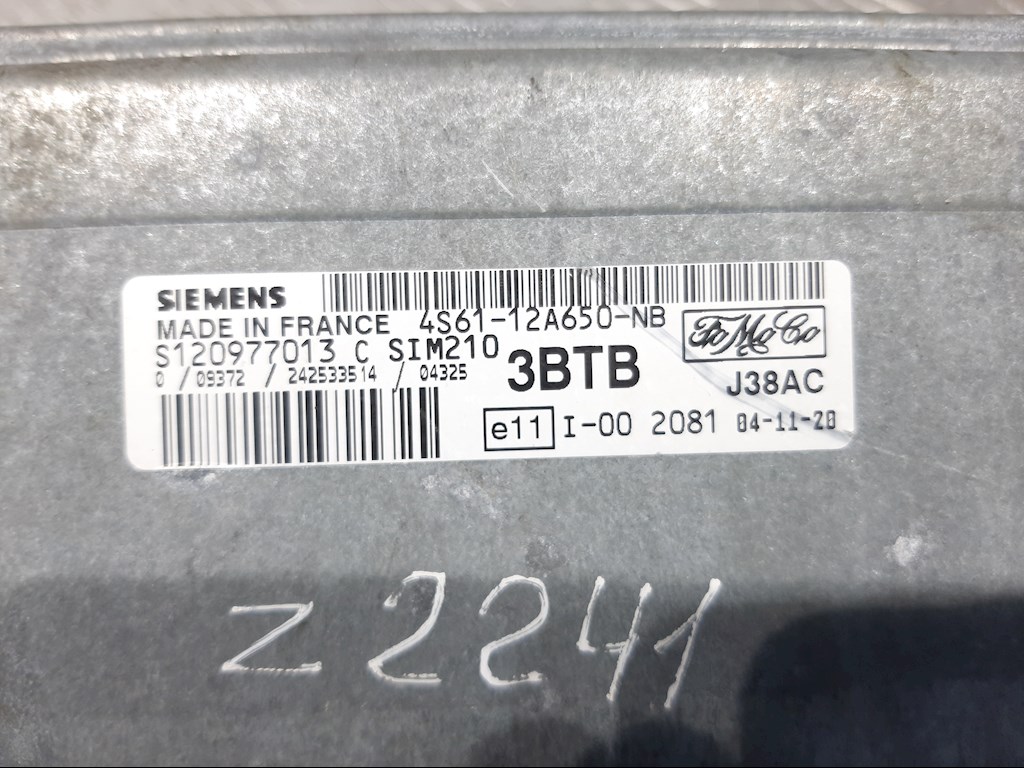 SIEMENS
MADE IN FRANCE 4S61-12A650-NB
S120977013 C SIM210
0 / 09372 / 242533514 / 04325
3BTB
FoMoCo
J38AC
e11 I-00 2081 04-11-20
Z2241